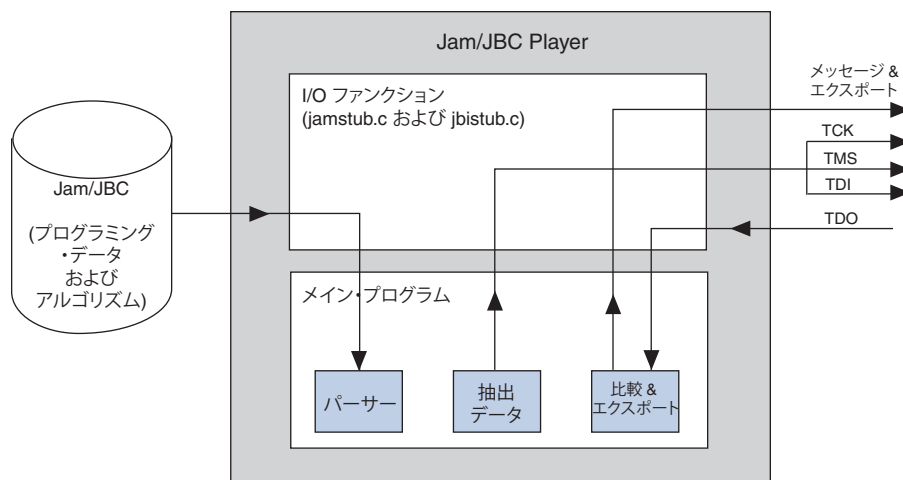 Jam/JBC Player
I/O ファンクション
(jamstub.c および jbistub.c)
メッセージ &
エクスポート
TCK
TMS
TDI
TDO
Jam/JBC
(プログラミング
・データ
および
アルゴリズム)
メイン・プログラム
パーサー
抽出
データ
比較 &
エクスポート